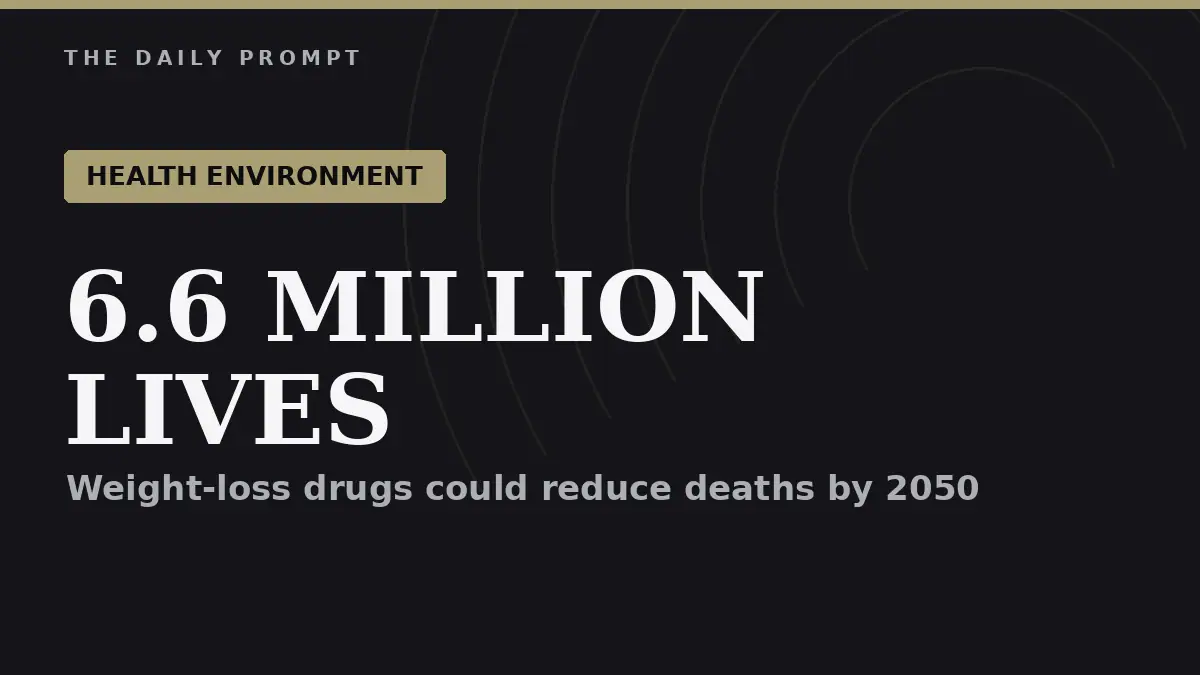 THE DAILY PROMPT
HEALTH ENVIRONMENT
6.6 MILLION
LIVES
Weight-loss drugs could reduce deaths by 2050